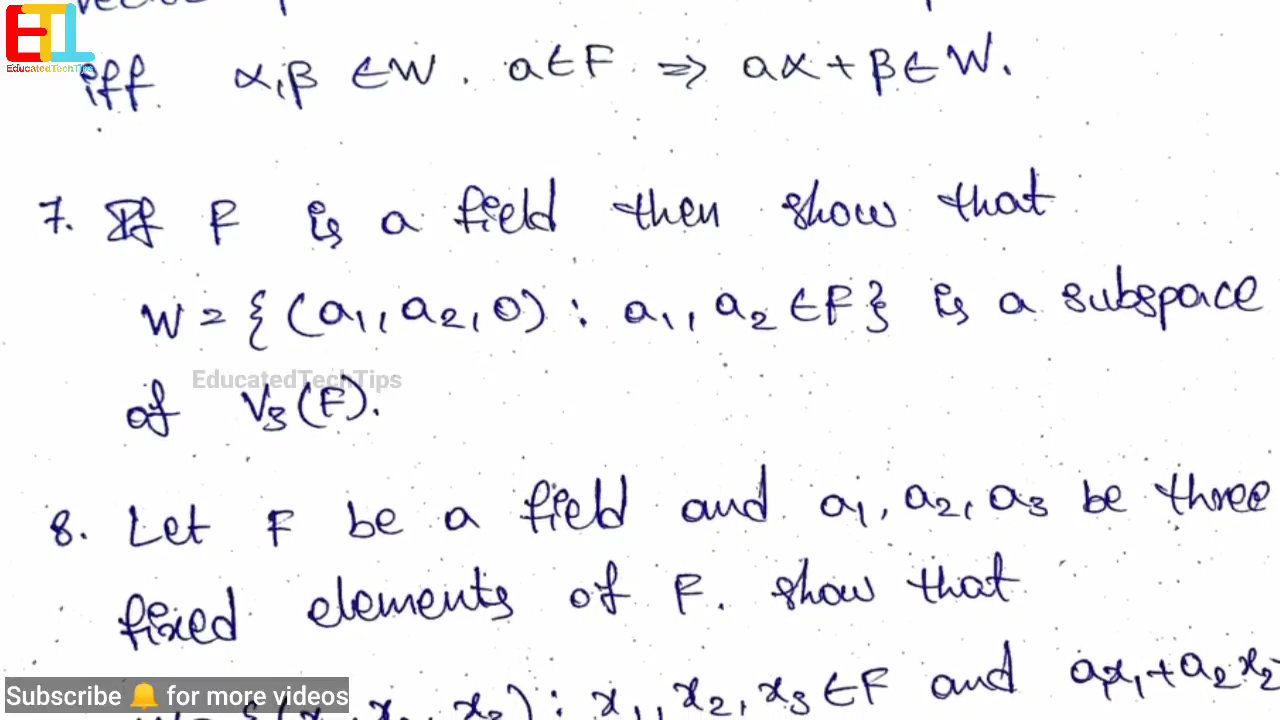 ETL
EducatedTechTips
iff α,β ∈ W. a ∈ F ⇒ aα + β ∈ W.
7. If F is a field then show that
W = { (a₁, a₂, 0) : a₁, a₂ ∈ F } is a subspace
EducatedTechTips
of V₃(F).
8. Let F be a field and a₁, a₂, a₃ be three
fixed elements of F. show that
x₁, x₂, x₃ ∈ F and a₁x₁ + a₂x₂
Subscribe 🔔 for more videos